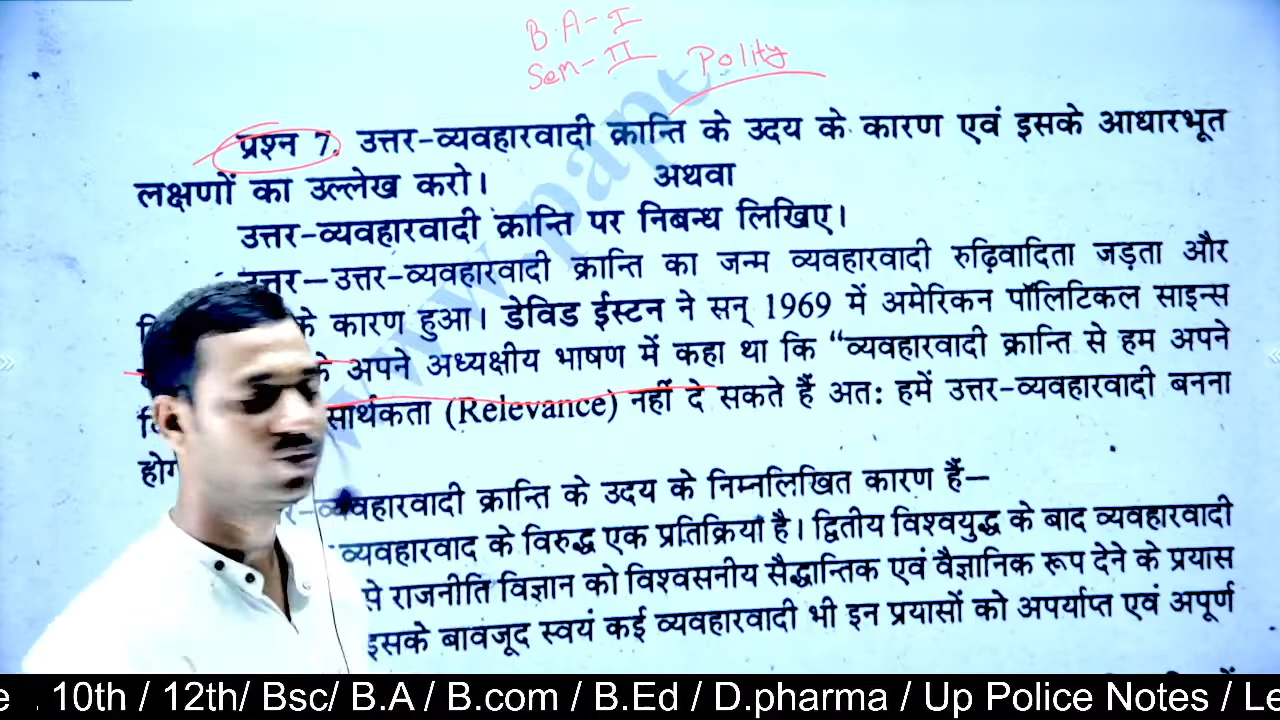 B.A-I
Sem-II Polity
प्रश्न 7. उत्तर-व्यवहारवादी क्रान्ति के उदय के कारण एवं इसके आधारभूत
लक्षणों का उल्लेख करो। अथवा
उत्तर-व्यवहारवादी क्रान्ति पर निबन्ध लिखिए।
उत्तर—उत्तर-व्यवहारवादी क्रान्ति का जन्म व्यवहारवादी रुढ़िवादिता जड़ता और
के कारण हुआ। डेविड ईस्टन ने सन् 1969 में अमेरिकन पॉलिटिकल साइन्स
के अपने अध्यक्षीय भाषण में कहा था कि “व्यवहारवादी क्रान्ति से हम अपने
सार्थकता (Relevance) नहीं दे सकते हैं अत: हमें उत्तर-व्यवहारवादी बनना
व्यवहारवादी क्रान्ति के उदय के निम्नलिखित कारण हैं—
व्यवहारवाद के विरुद्ध एक प्रतिक्रिया है। द्वितीय विश्वयुद्ध के बाद व्यवहारवादी
से राजनीति विज्ञान को विश्वसनीय सैद्धान्तिक एवं वैज्ञानिक रूप देने के प्रयास
इसके बावजूद स्वयं कई व्यवहारवादी भी इन प्रयासों को अपर्याप्त एवं अपूर्ण
10th / 12th/ Bsc/ B.A / B.com / B.Ed / D.pharma / Up Police Notes / Le